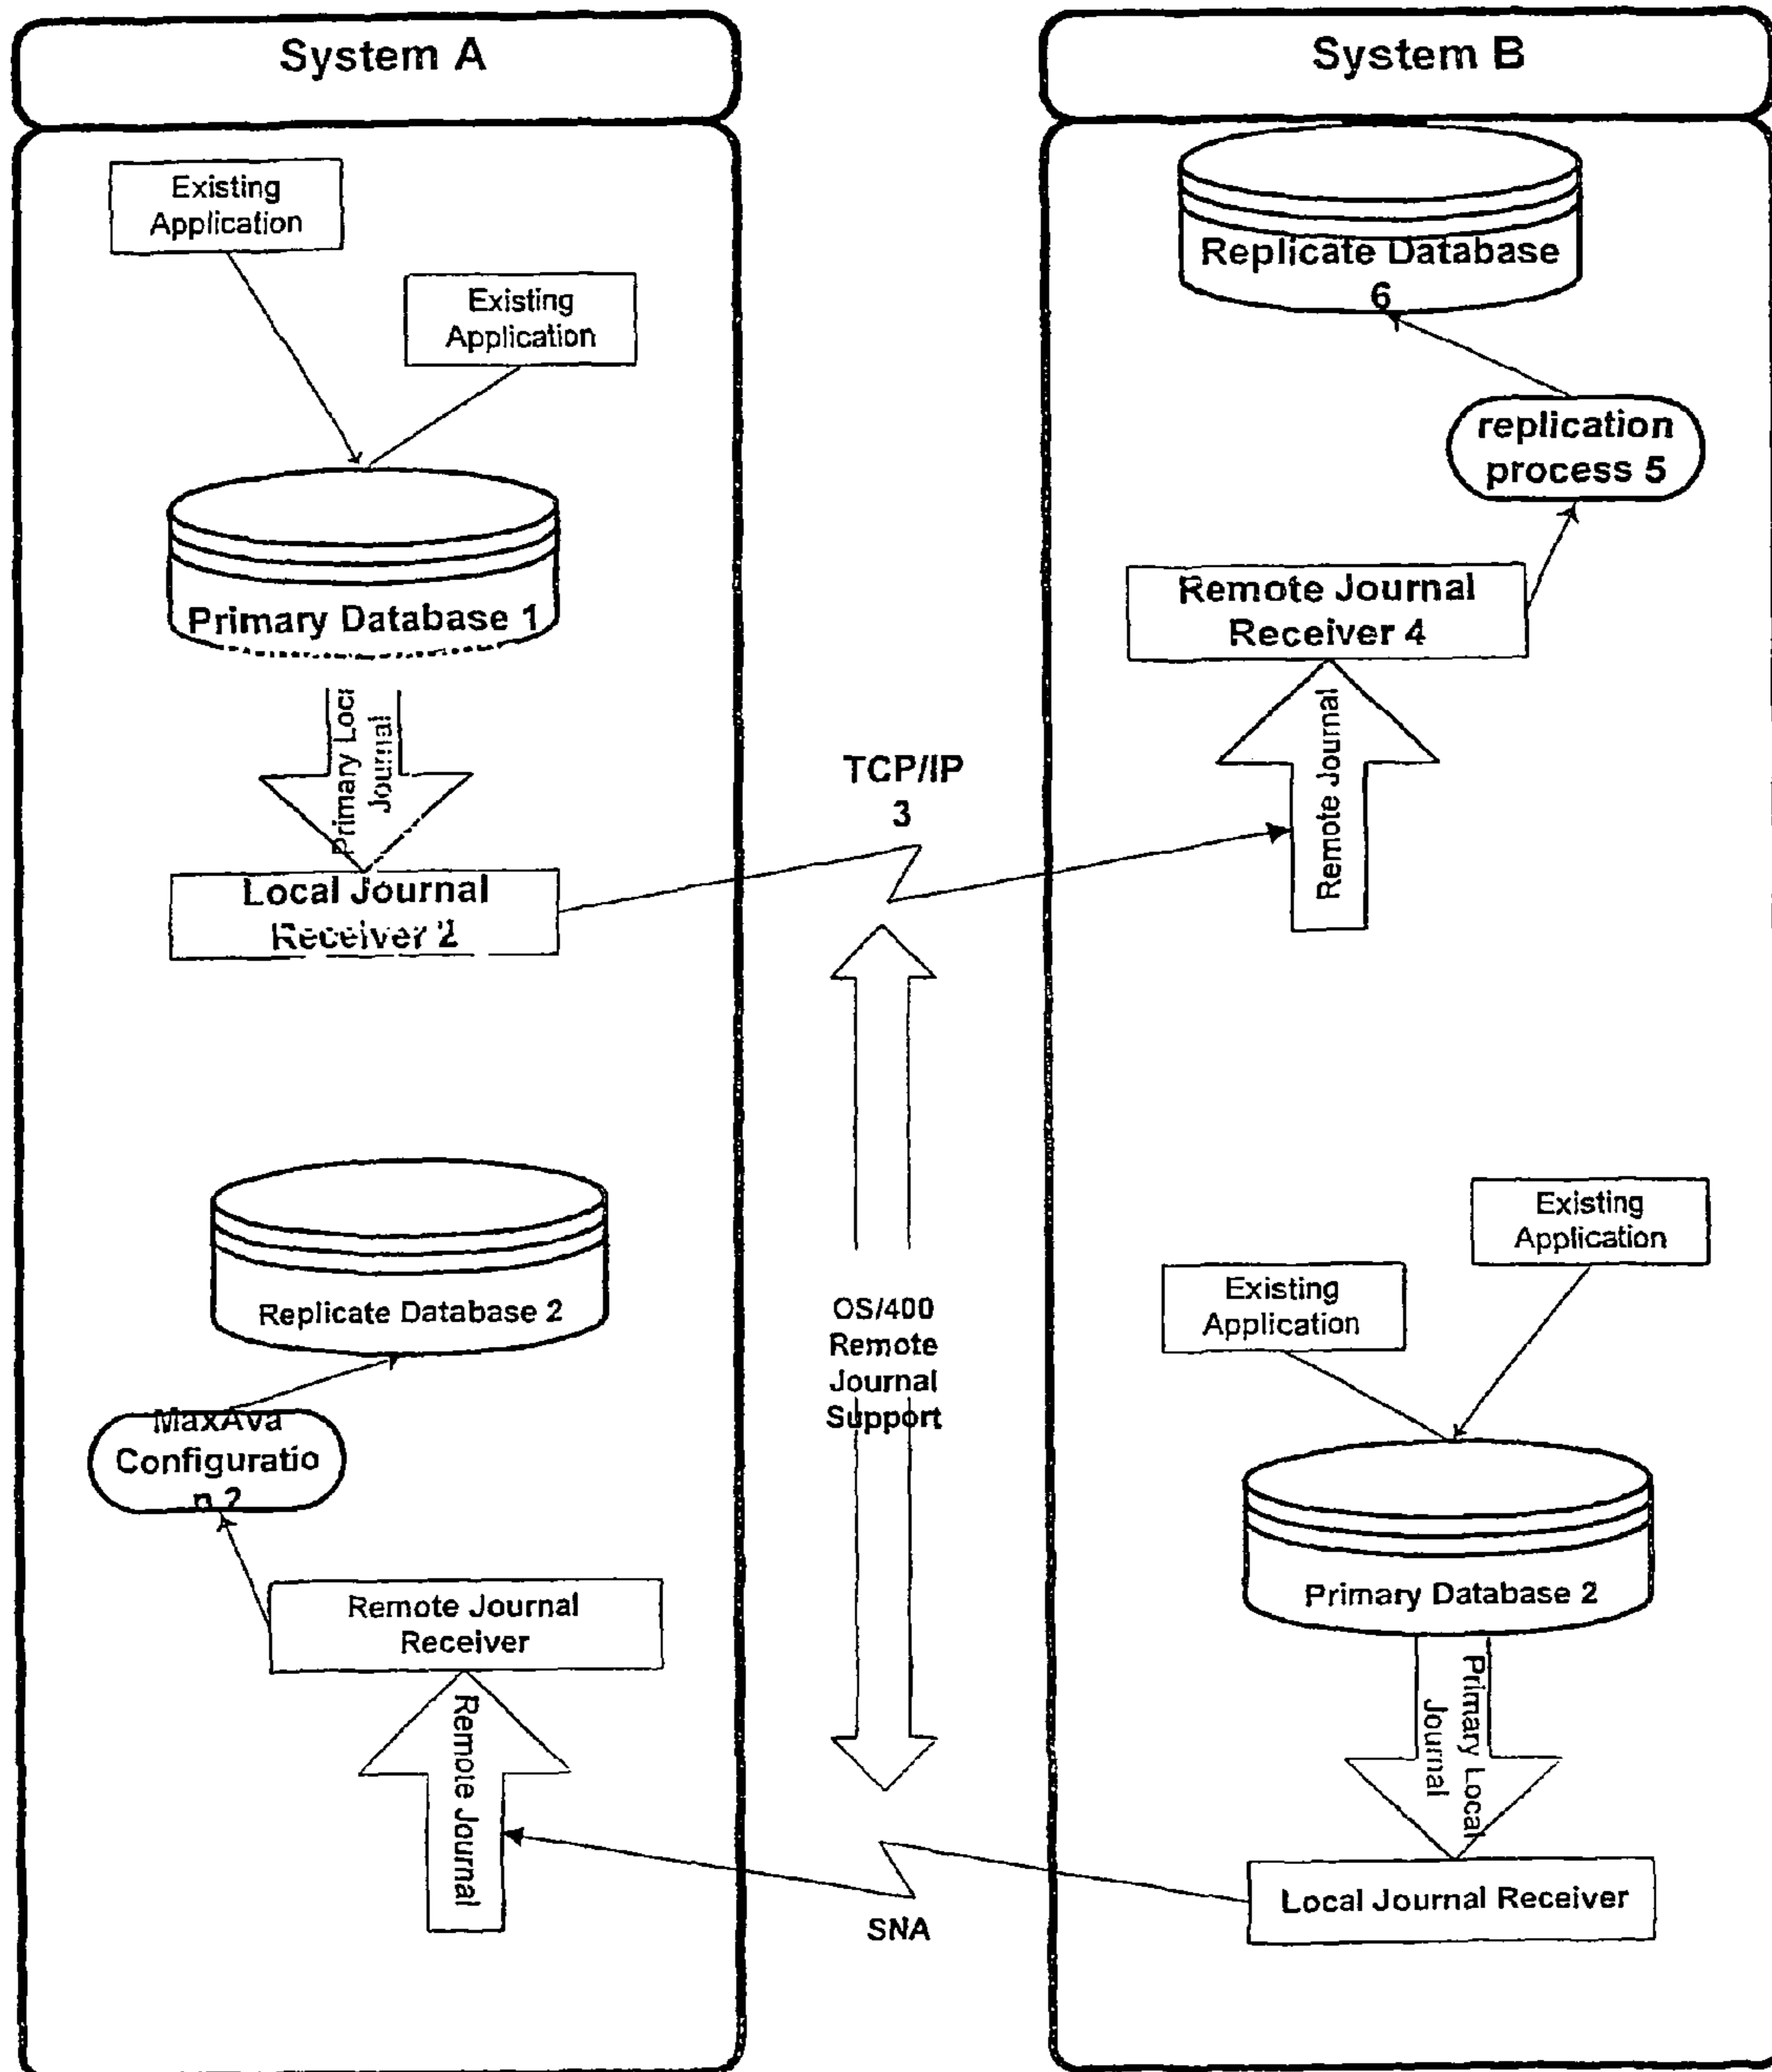 System A
Existing
Application
Existing
Application
Primary Database 1
Primary Loc
Journal
Local Journal
Receiver 2
Replicate Database 2
MaxAva
Configuratio
n 2
Remote Journal
Receiver
Remote Journal
TCP/IP
3
OS/400
Remote
Journal
Support
SNA
System B
Replicate Database
6
replication
process 5
Remote Journal
Receiver 4
Remote Journal
Existing
Application
Existing
Application
Primary Database 2
Primary Local
Journal
Local Journal Receiver